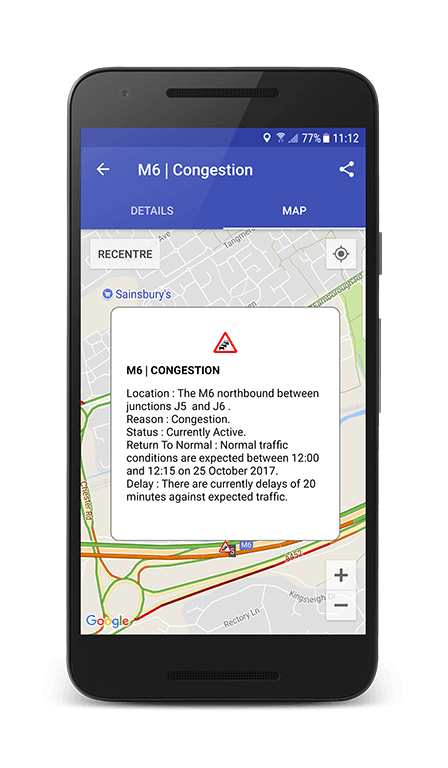 77% 11:12
M6 | Congestion
DETAILS MAP
Ave
Tangmere
RECENTRE
Farnborough Rd
Sainsbury's
M6 | CONGESTION
Location : The M6 northbound between
junctions J5  and J6 .
Reason : Congestion.
Status : Currently Active.
Return To Normal : Normal traffic
conditions are expected between 12:00
and 12:15 on 25 October 2017.
Delay : There are currently delays of 20
minutes against expected traffic.
Chester Rd
5 M6
A452
+
Kingsleigh
−
Rectory Ln
Google